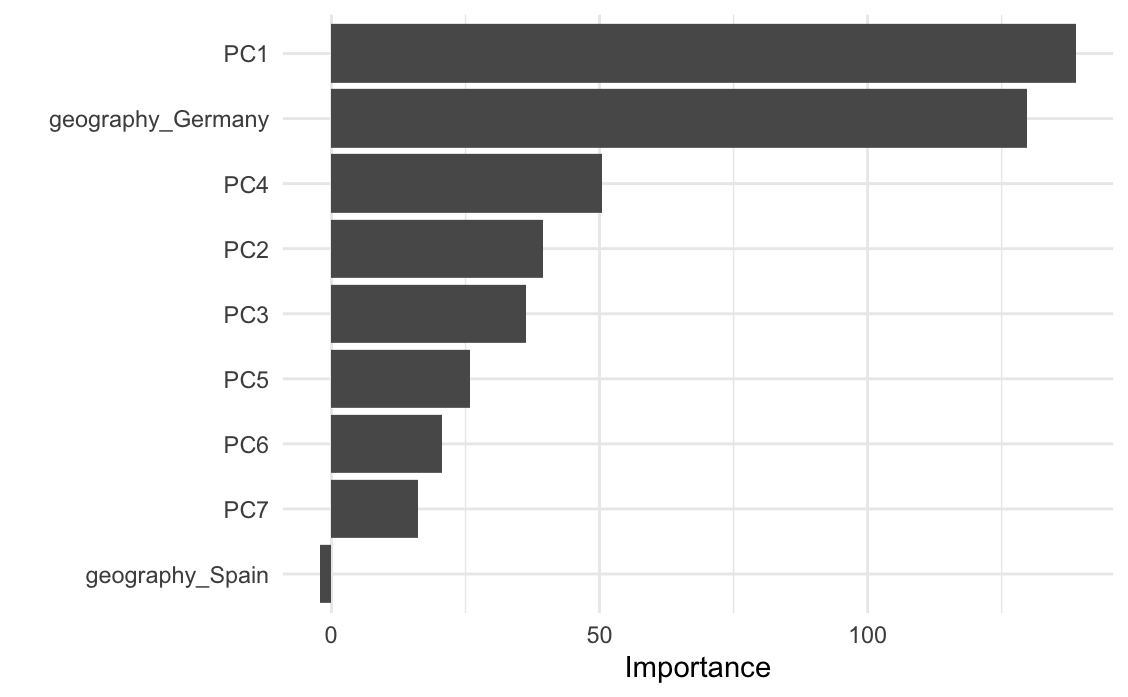 PC1
geography_Germany
PC4
PC2
PC3
PC5
PC6
PC7
geography_Spain
0 50 100
Importance